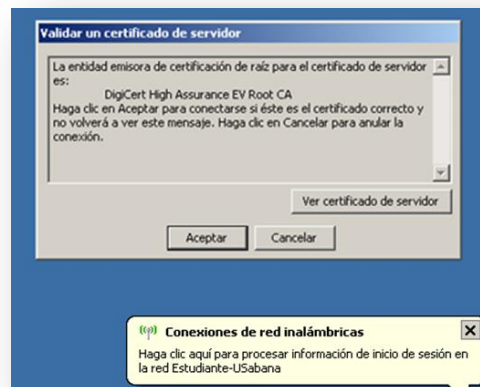 Validar un certificado de servidor
La entidad emisora de certificación de raíz para el certificado de servidor
es:
DigiCert High Assurance EV Root CA
Haga clic en Aceptar para conectarse si éste es el certificado correcto y
no volverá a ver este mensaje. Haga clic en Cancelar para anular la
conexión.
Ver certificado de servidor
Aceptar Cancelar
Conexiones de red inalámbricas
Haga clic aquí para procesar información de inicio de sesión en
la red Estudiante-USabana